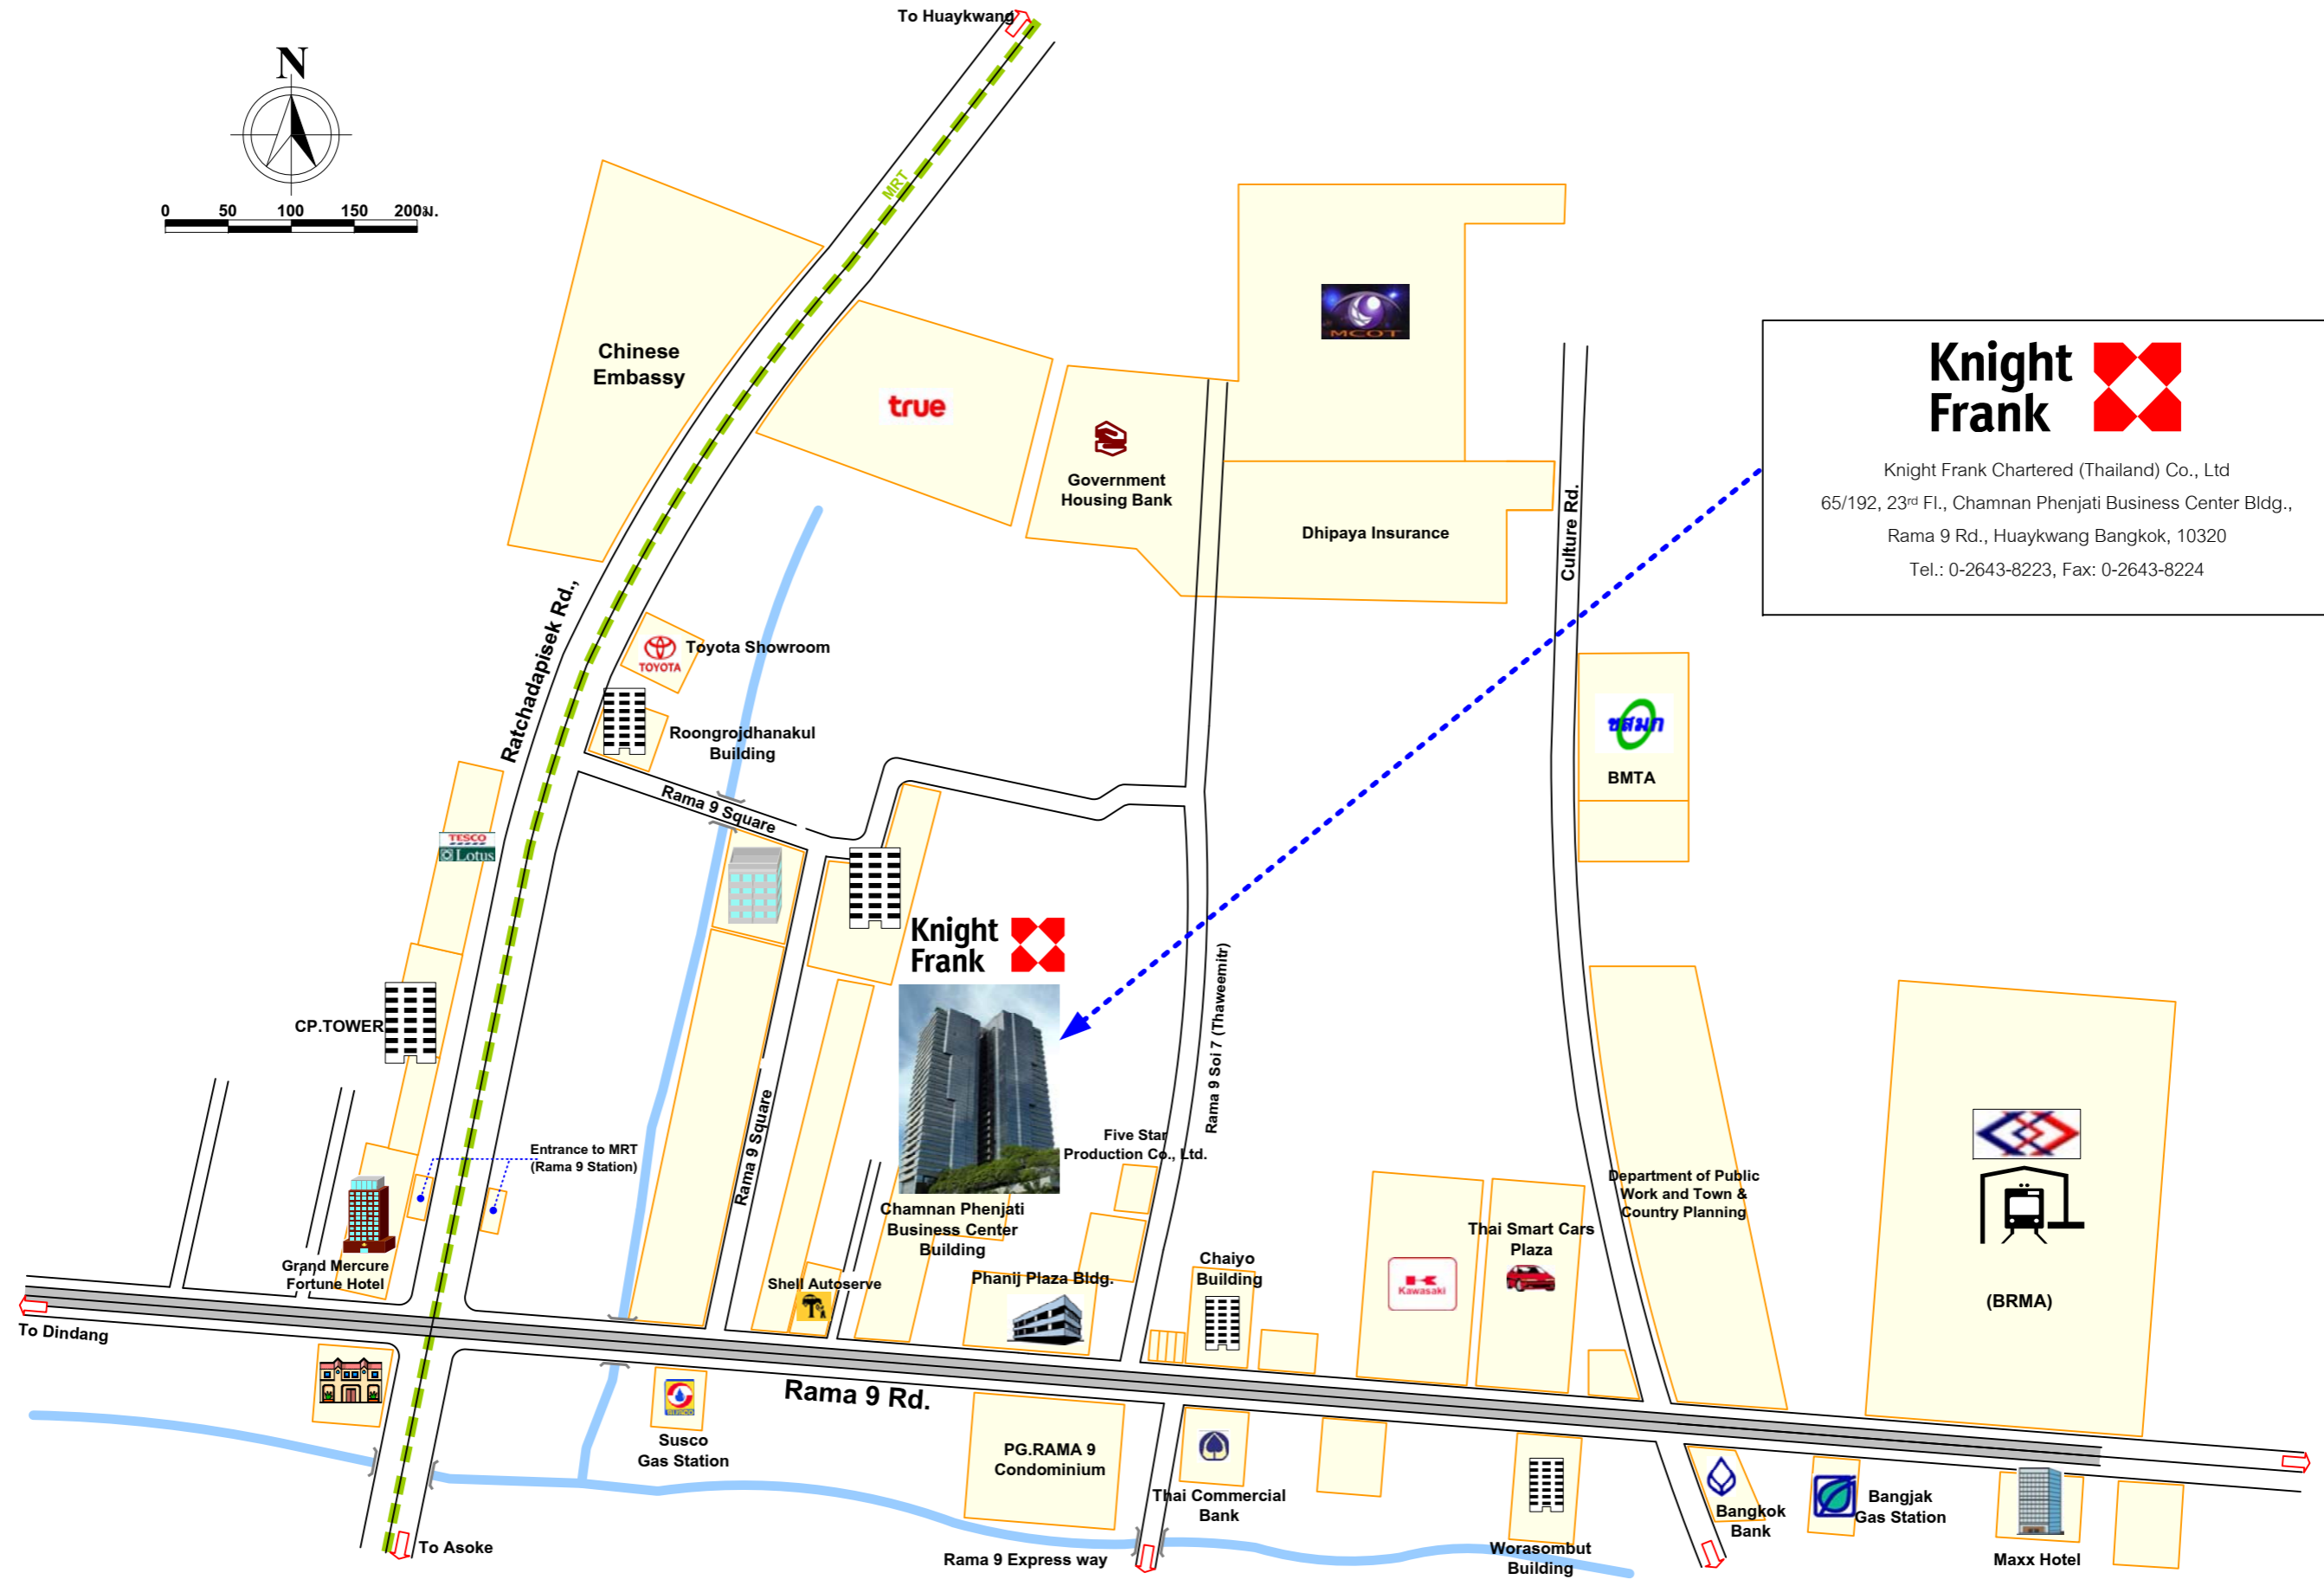 To Huaykwang
N
0 50 100 150 200ม.
MRT
MCOT
Knight
Frank
Knight Frank Chartered (Thailand) Co., Ltd
65/192, 23rd Fl., Chamnan Phenjati Business Center Bldg.,
Rama 9 Rd., Huaykwang Bangkok, 10320
Tel.: 0-2643-8223, Fax: 0-2643-8224
Chinese
Embassy
true
Government
Housing Bank
Dhipaya Insurance
Culture Rd.
Ratchadapisek Rd.,
TOYOTA
Toyota Showroom
Roongrojdhanakul
Building
ขสมก
BMTA
Rama 9 Square
TESCO
Lotus
Knight
Frank
CP.TOWER
Rama 9 Soi 7 (Thaweemitr)
Rama 9 Square
Entrance to MRT
(Rama 9 Station)
Five Star
Production Co., Ltd.
Department of Public
Work and Town &
Country Planning
Chamnan Phenjati
Business Center
Building
Thai Smart Cars
Plaza
Grand Mercure
Fortune Hotel
Shell Autoserve
Phanij Plaza Bldg.
Chaiyo
Building
Kawasaki
(BRMA)
To Dindang
Rama 9 Rd.
Susco
Gas Station
PG.RAMA 9
Condominium
Thai Commercial
Bank
Bangkok
Bank
Bangjak
Gas Station
To Asoke
Rama 9 Express way
Worasombut
Building
Maxx Hotel